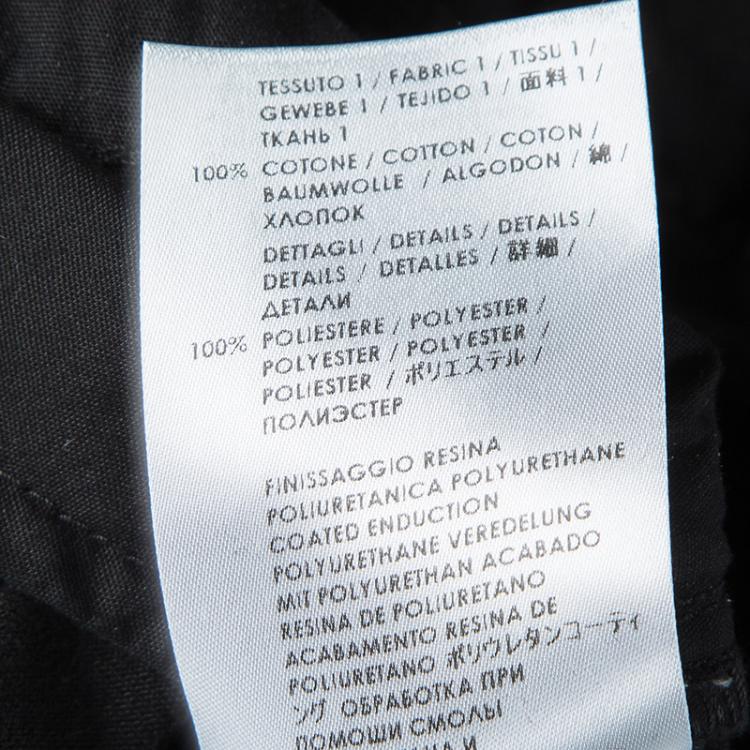 TESSUTO 1 / FABRIC 1 / TISSU 1 /
GEWEBE 1 / TEJIDO 1 / 面料 1 /
ТКАНЬ 1
100% COTONE / COTTON / COTON /
BAUMWOLLE / ALGODON / 綿 /
ХЛОПОК
DETTAGLI / DETAILS / DETAILS /
DETAILS / DETALLES / 詳細 /
ДЕТАЛИ
100% POLIESTERE / POLYESTER /
POLYESTER / POLYESTER /
POLIESTER / ポリエステル /
ПОЛИЭСТЕР
FINISSAGGIO RESINA
POLIURETANICA POLYURETHANE
COATED ENDUCTION
POLYURETHANE VEREDELUNG
MIT POLYURETHAN ACABADO
RESINA DE POLIURETANO
ACABAMENTO RESINA DE
POLIURETANO ポリウレタンコーティ
ング ОБРАБОТКА ПРИ
ПОМОШИ СМОЛЫ